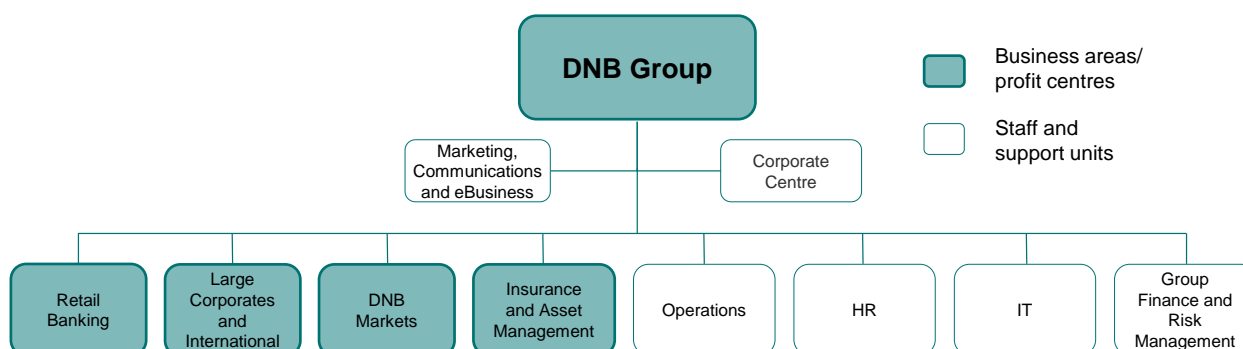 DNB Group
Business areas/
profit centres
Staff and
support units
Marketing,
Communications
and eBusiness
Corporate
Centre
Retail
Banking
Large
Corporates
and
International
DNB
Markets
Insurance
and Asset
Management
Operations
HR
IT
Group
Finance and
Risk
Management